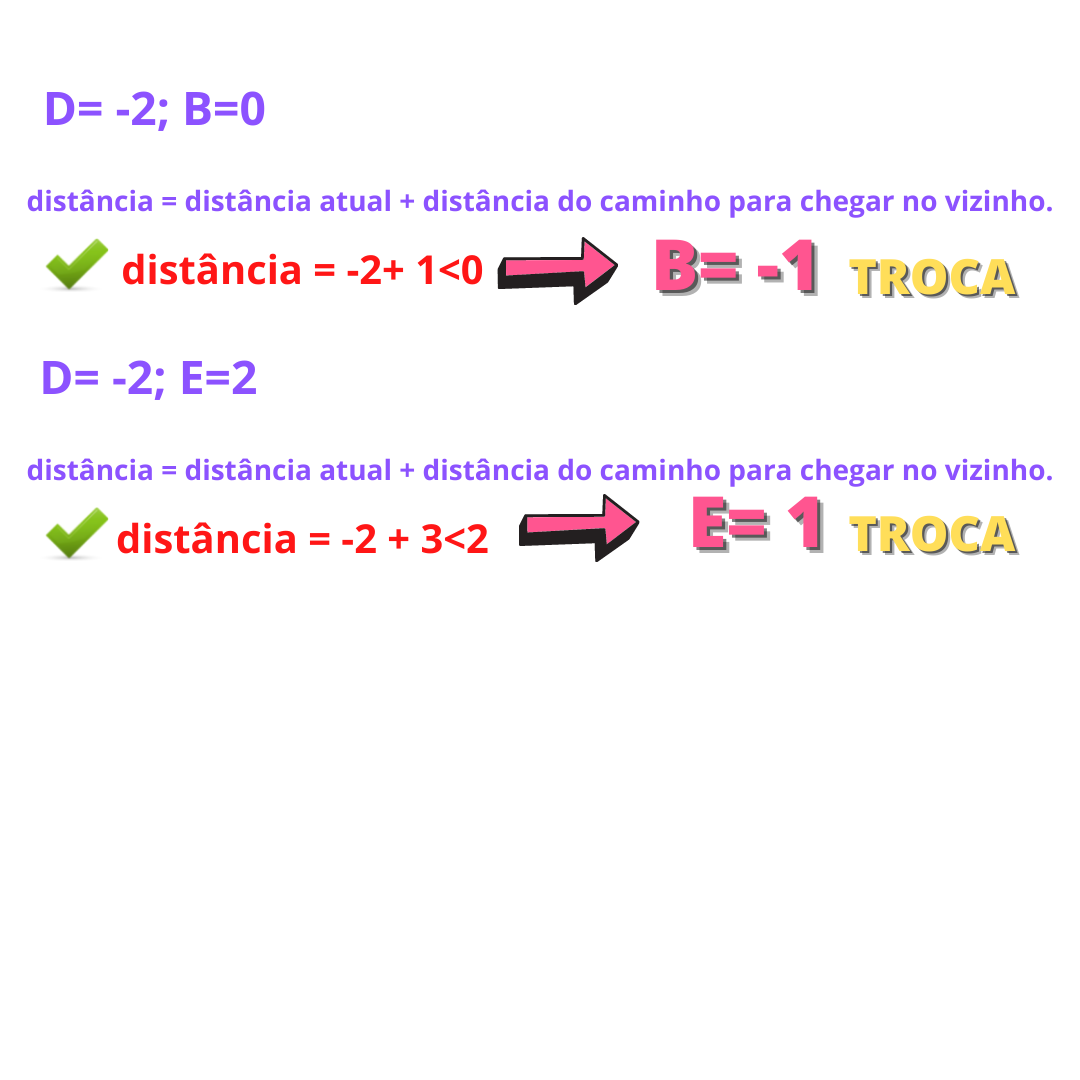 D= -2; B=0
distância = distância atual + distância do caminho para chegar no vizinho.
distância = -2+ 1<0 B= -1 TROCA
D= -2; E=2
distância = distância atual + distância do caminho para chegar no vizinho.
distância = -2 + 3<2 E= 1 TROCA